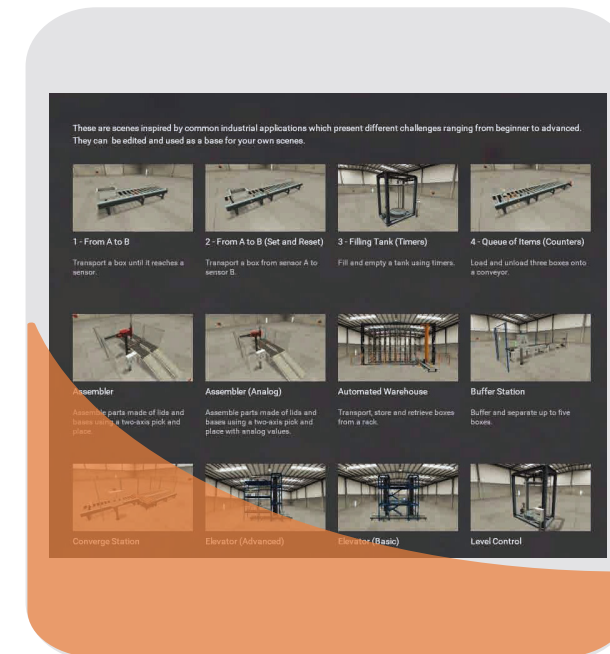 These are scenes inspired by common industrial applications which present different challenges ranging from beginner to advanced.
They can be edited and used as a base for your own scenes.
1 - From A to B
2 - From A to B (Set and Reset)
3 - Filling Tank (Timers)
4 - Queue of Items (Counters)
Transport a box until it reaches a
sensor.
Transport a box from sensor A to
sensor B.
Fill and empty a tank using timers.
Load and unload three boxes onto
a conveyor.
Assembler
Assembler (Analog)
Automated Warehouse
Buffer Station
Assemble parts made of lids and
bases using a two-axis pick and
place.
Assemble parts made of lids and
bases using a two-axis pick and
place with analog values.
Transport, store and retrieve boxes
from a rack.
Buffer and separate up to five
boxes.
Converge Station
Elevator (Advanced)
Elevator (Basic)
Level Control